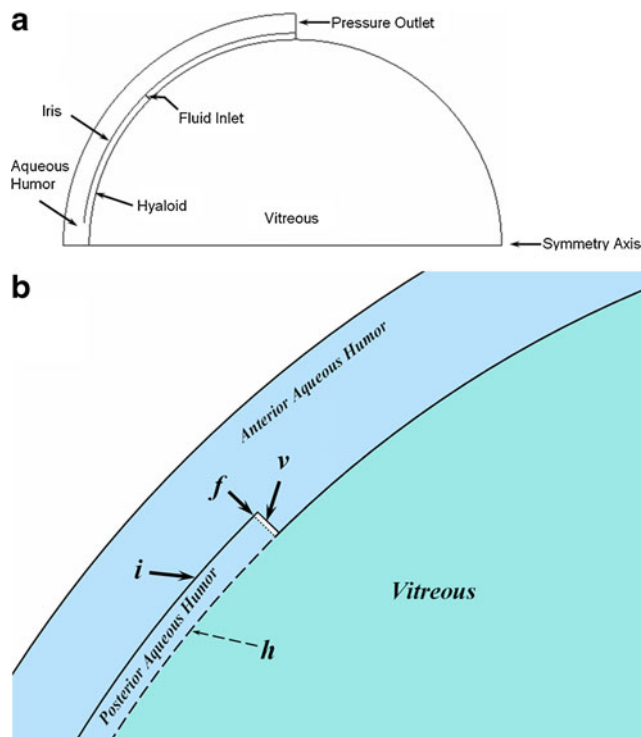 a
Pressure Outlet
Iris
Fluid Inlet
Aqueous
Humor
Hyaloid
Vitreous
Symmetry Axis
b
Anterior Aqueous Humor
v
f
i
Posterior Aqueous Humor
Vitreous
h